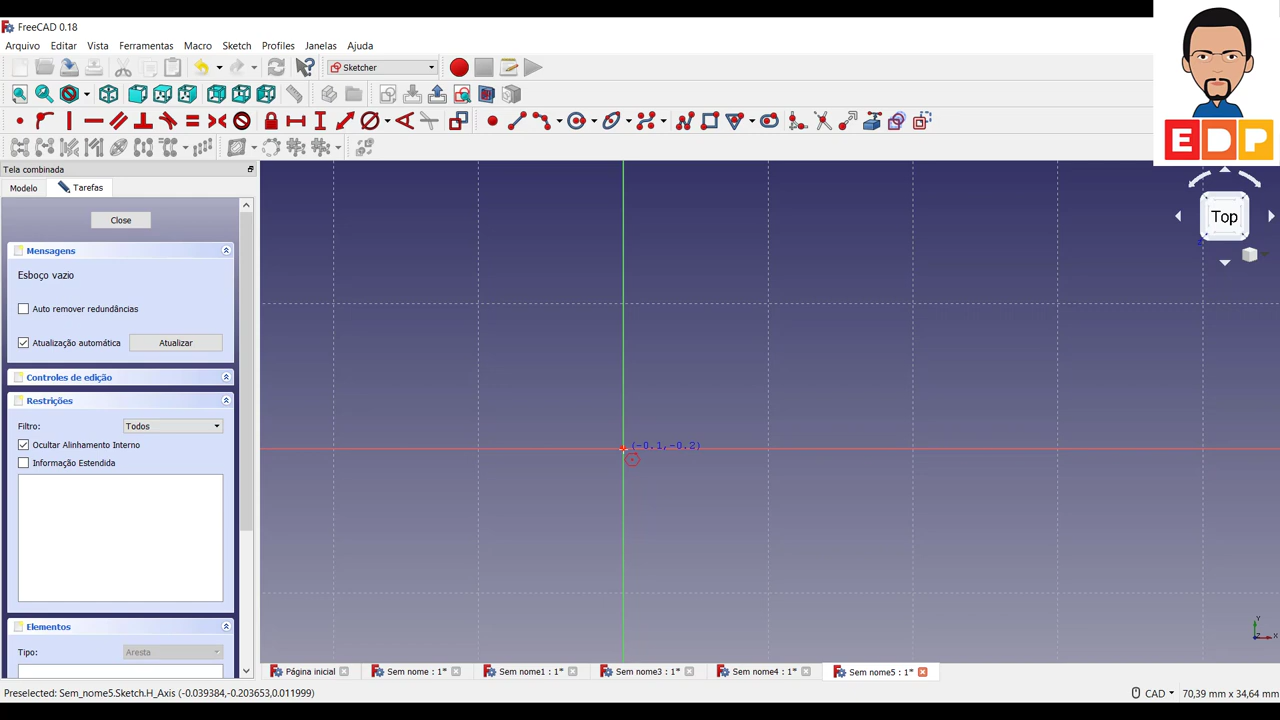 FreeCAD 0.18
Arquivo Editar Vista Ferramentas Macro Sketch Profiles Janelas Ajuda
Sketcher
EDP
Tela combinada
Modelo Tarefas
Close
Mensagens
Esboço vazio
Auto remover redundâncias
Atualização automática Atualizar
Controles de edição
Restrições
Filtro: Todos
Ocultar Alinhamento Interno
Informação Estendida
Elementos
Tipo: Aresta
Top
(-0.1,-0.2)
Y
Z X
Página inicial Sem nome : 1* Sem nome1 : 1* Sem nome3 : 1* Sem nome4 : 1* Sem nome5 : 1*
Preselected: Sem_nome5.Sketch.H_Axis (-0.039384,-0.203653,0.011999) CAD 70,39 mm x 34,64 mm